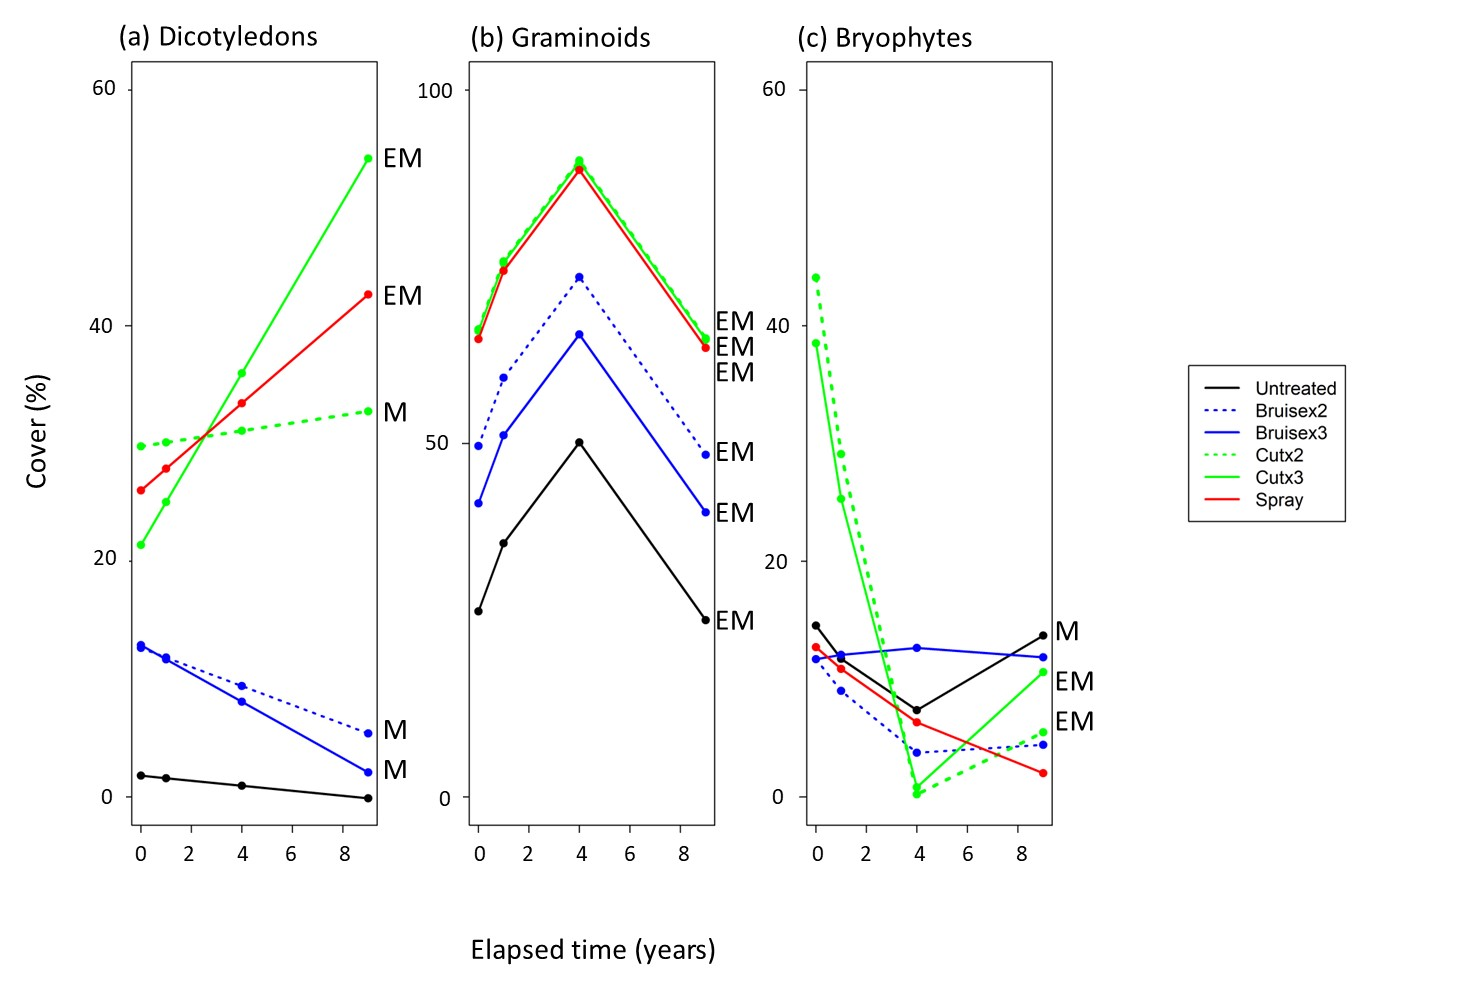 (a) Dicotyledons
(b) Graminoids
(c) Bryophytes
60
40
20
0
EM
EM
M
M
M
0 2 4 6 8
100
50
0
EM
EM
EM
EM
EM
EM
0 2 4 6 8
60
40
20
0
M
EM
EM
0 2 4 6 8
Cover (%)
Elapsed time (years)
Untreated
Bruisex2
Bruisex3
Cutx2
Cutx3
Spray